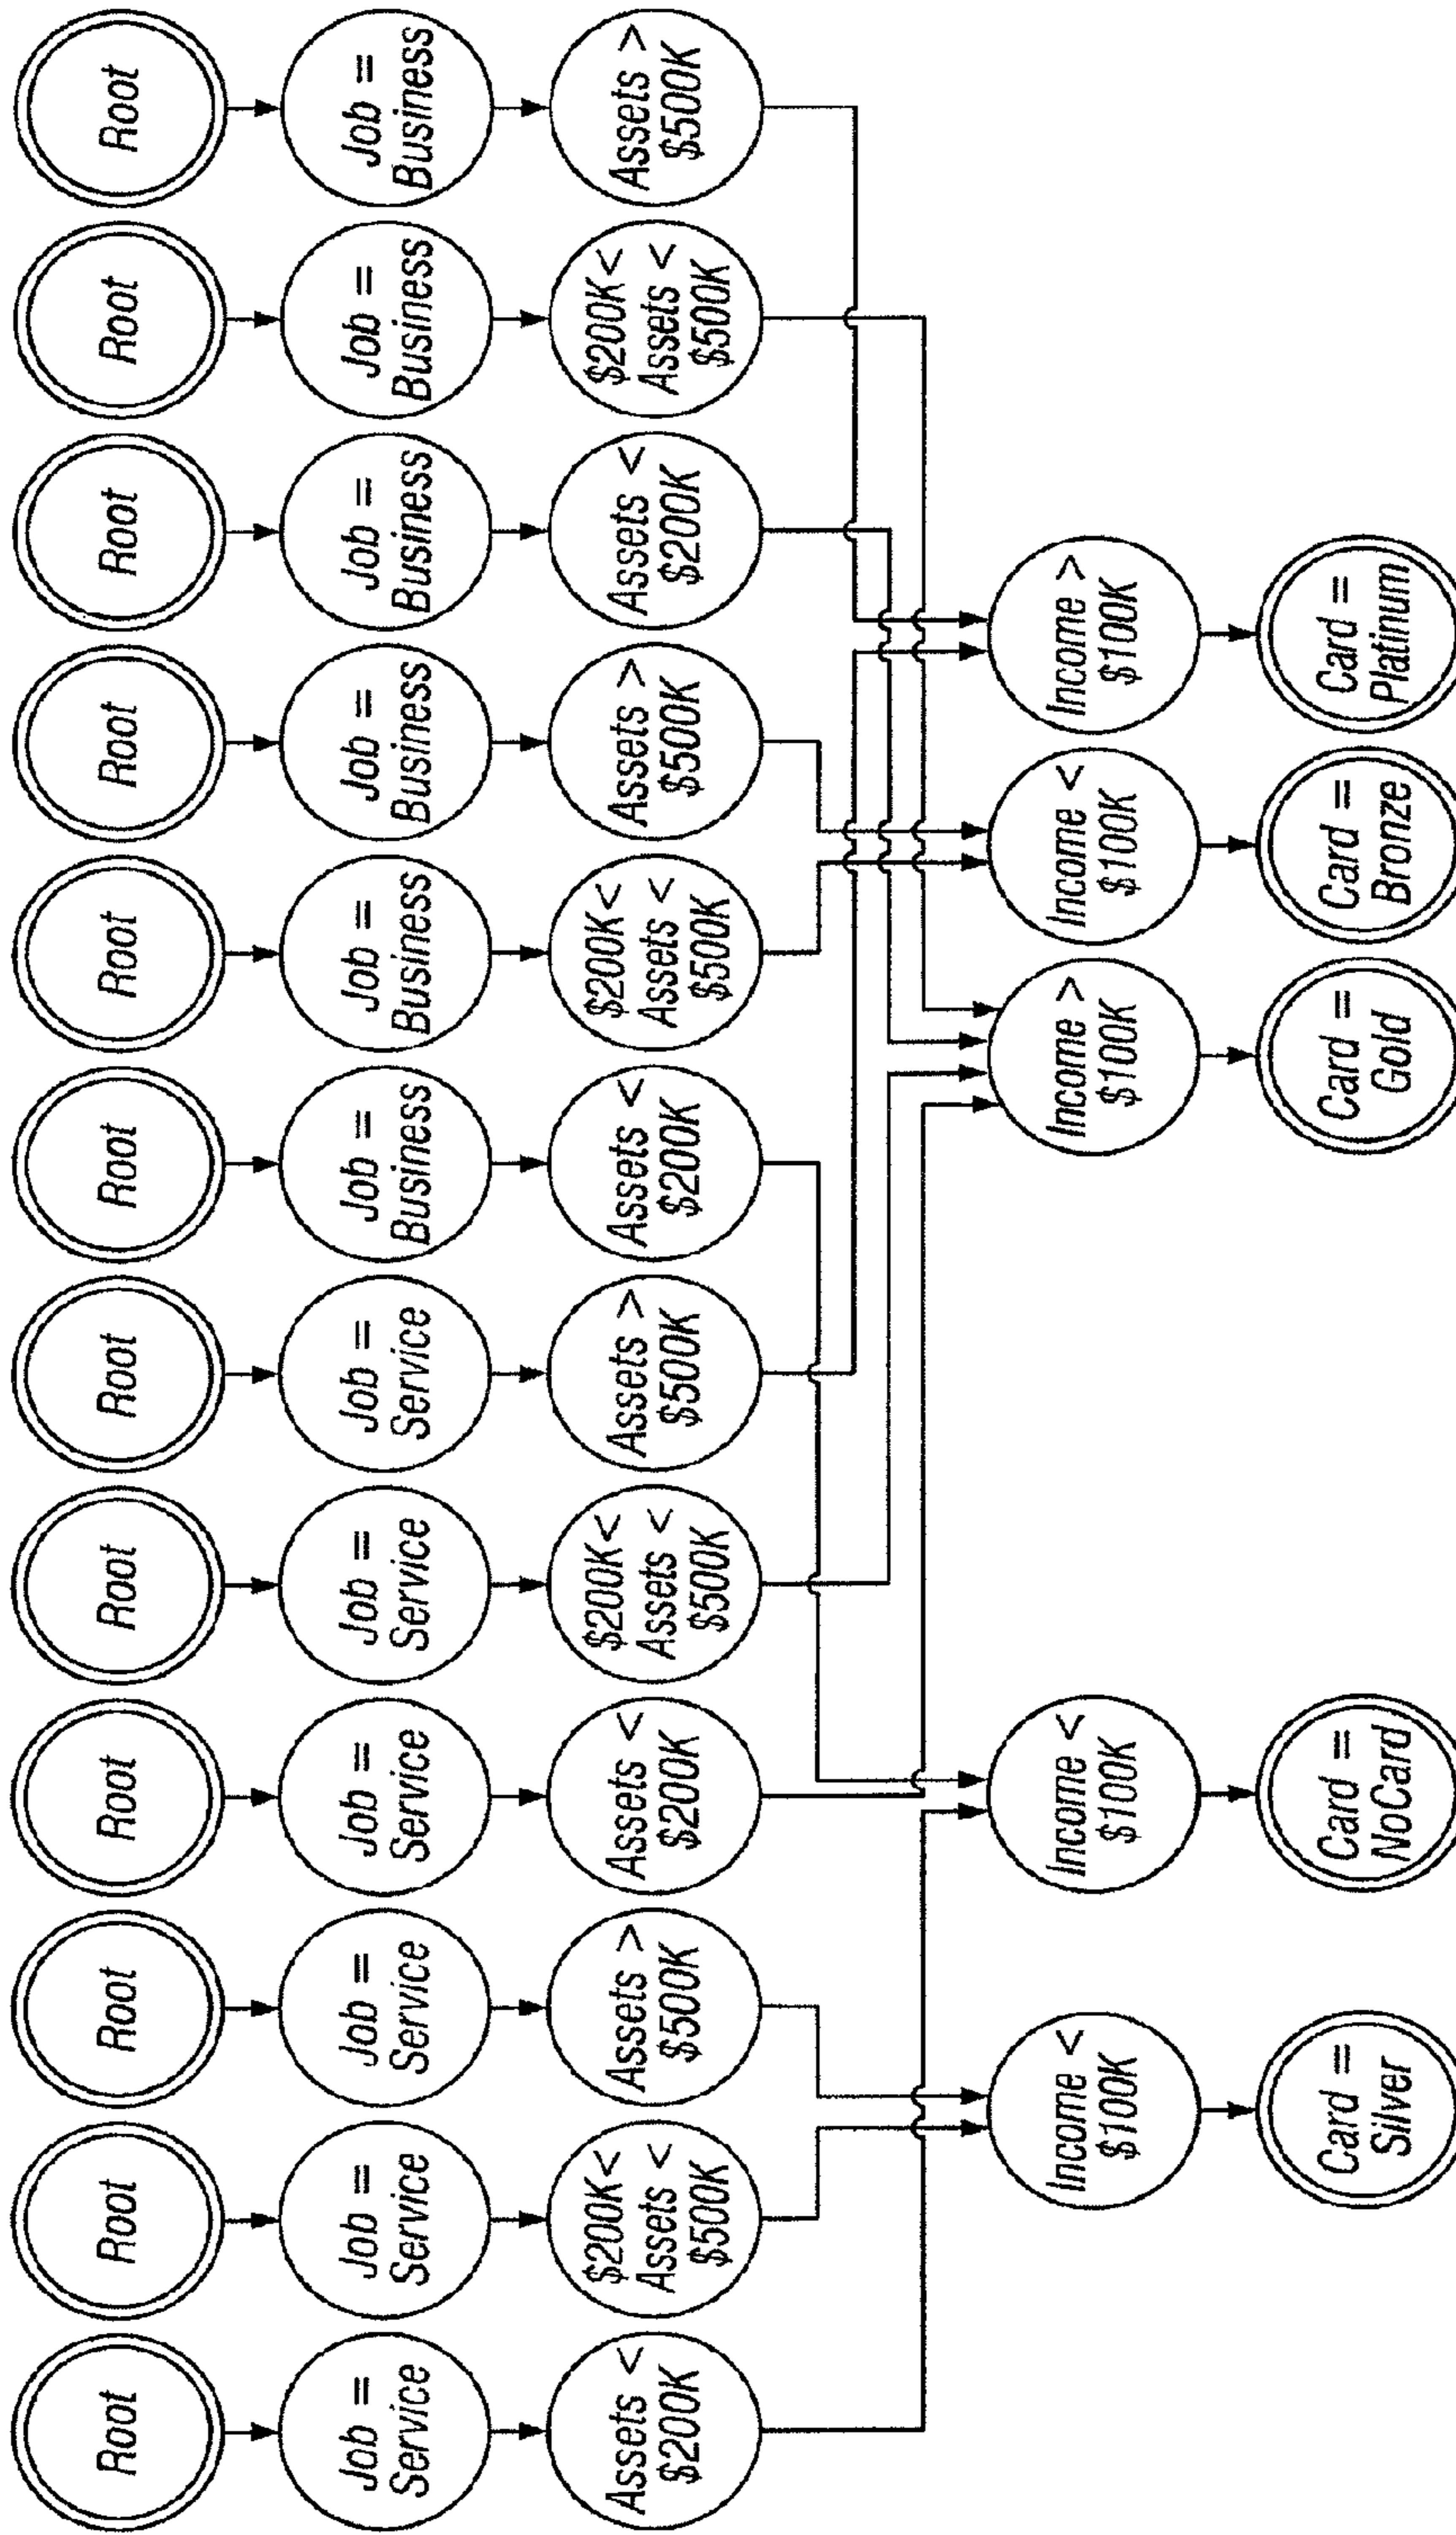 Root
Root
Root
Root
Root
Root
Root
Root
Root
Root
Root
Root
Job =
Service
Job =
Service
Job =
Service
Job =
Service
Job =
Service
Job =
Service
Job =
Business
Job =
Business
Job =
Business
Job =
Business
Job =
Business
Job =
Business
Assets <
$200K
$200K<
Assets <
$500K
Assets >
$500K
Assets <
$200K
$200K<
Assets <
$500K
Assets >
$500K
Assets <
$200K
$200K<
Assets <
$500K
Assets >
$500K
Assets <
$200K
$200K<
Assets <
$500K
Assets >
$500K
Income <
$100K
Income <
$100K
Income >
$100K
Income <
$100K
Income >
$100K
Card =
Silver
Card =
NoCard
Card =
Gold
Card =
Bronze
Card =
Platinum